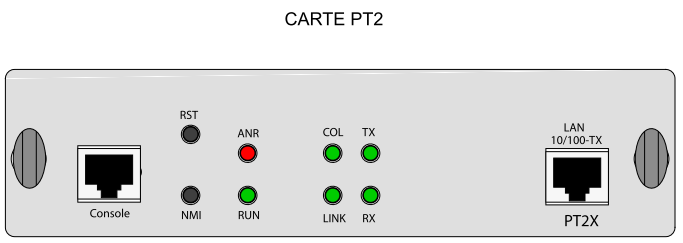 CARTE PT2
RST
ANR
COL TX
LAN
10/100-TX
Console
NMI
RUN
LINK RX
PT2X